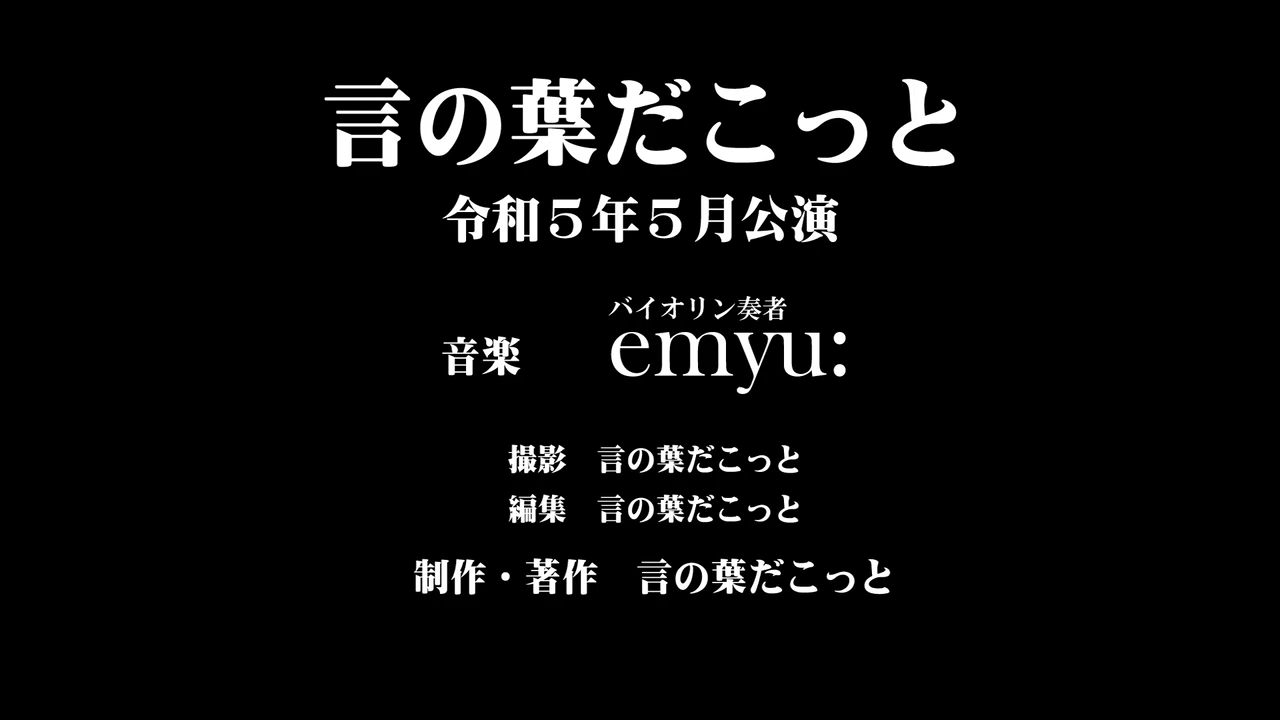 言の葉だこっと
令和５年５月公演
バイオリン奏者
音楽　emyu:
撮影　言の葉だこっと
編集　言の葉だこっと
制作・著作　言の葉だこっと